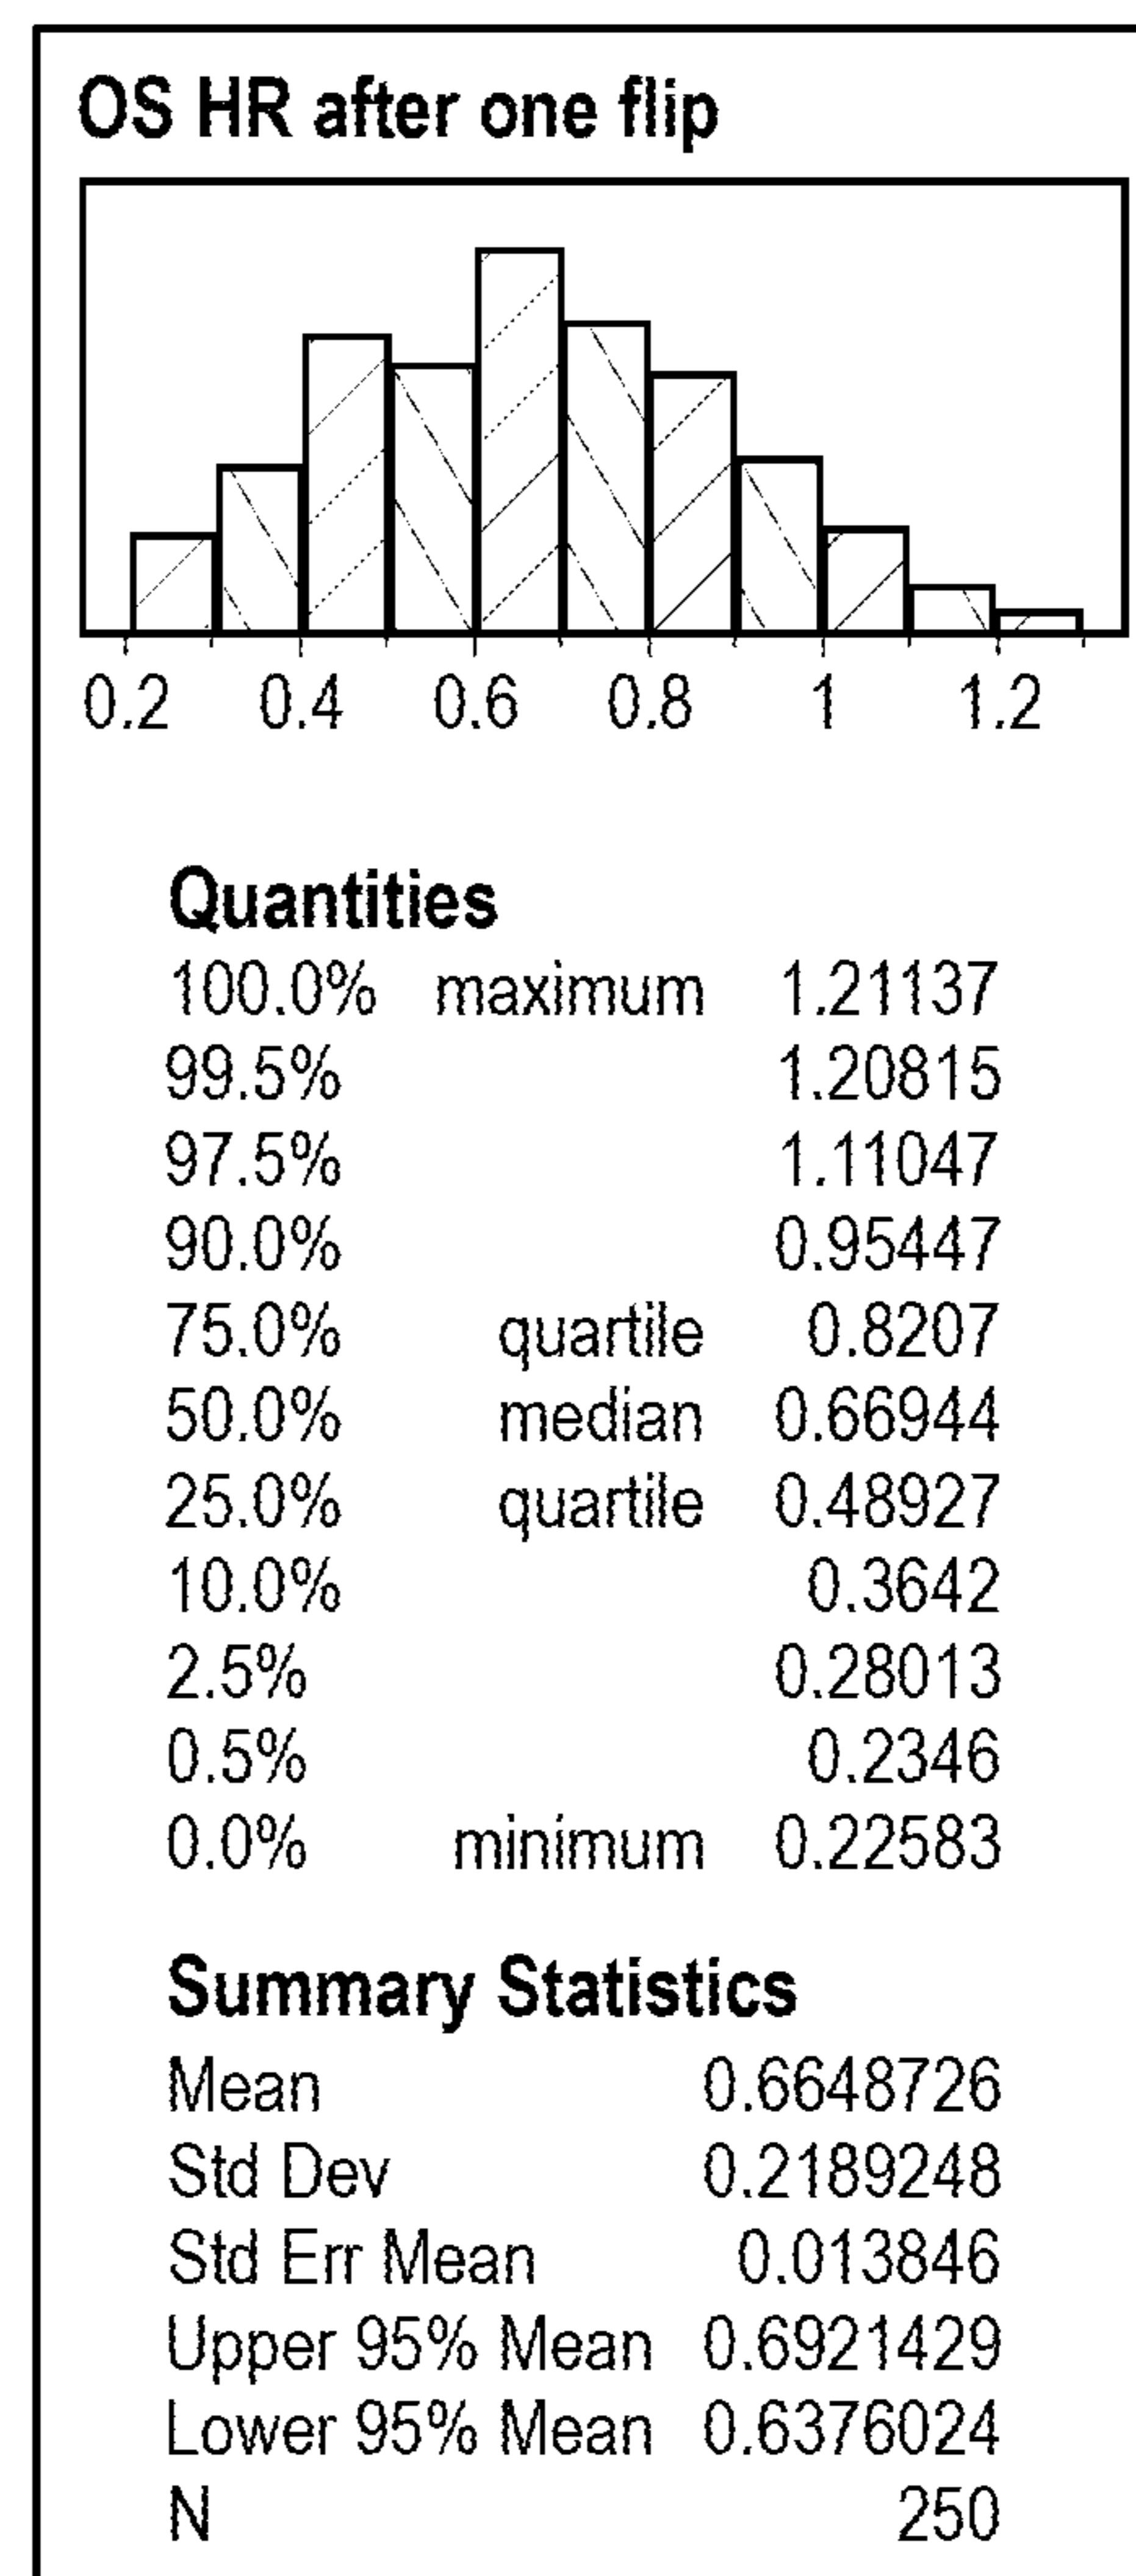 OS HR after one flip
0.2 0.4 0.6 0.8 1 1.2
Quantities
100.0% maximum 1.21137
99.5% 1.20815
97.5% 1.11047
90.0% 0.95447
75.0% quartile 0.8207
50.0% median 0.66944
25.0% quartile 0.48927
10.0% 0.3642
2.5% 0.28013
0.5% 0.2346
0.0% minimum 0.22583
Summary Statistics
Mean 0.6648726
Std Dev 0.2189248
Std Err Mean 0.013846
Upper 95% Mean 0.6921429
Lower 95% Mean 0.6376024
N 250